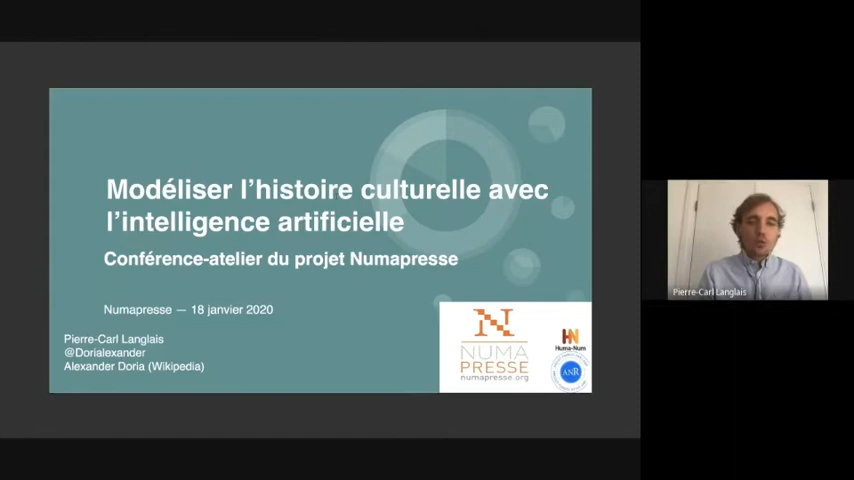 Modéliser l'histoire culturelle avec
l'intelligence artificielle
Conférence-atelier du projet Numapresse
Numapresse — 18 janvier 2020
Pierre-Carl Langlais
@Dorialexander
Alexander Doria (Wikipedia)
NUMA
PRESSE
numapresse.org
Huma-Num
ANR
Pierre-Carl Langlais